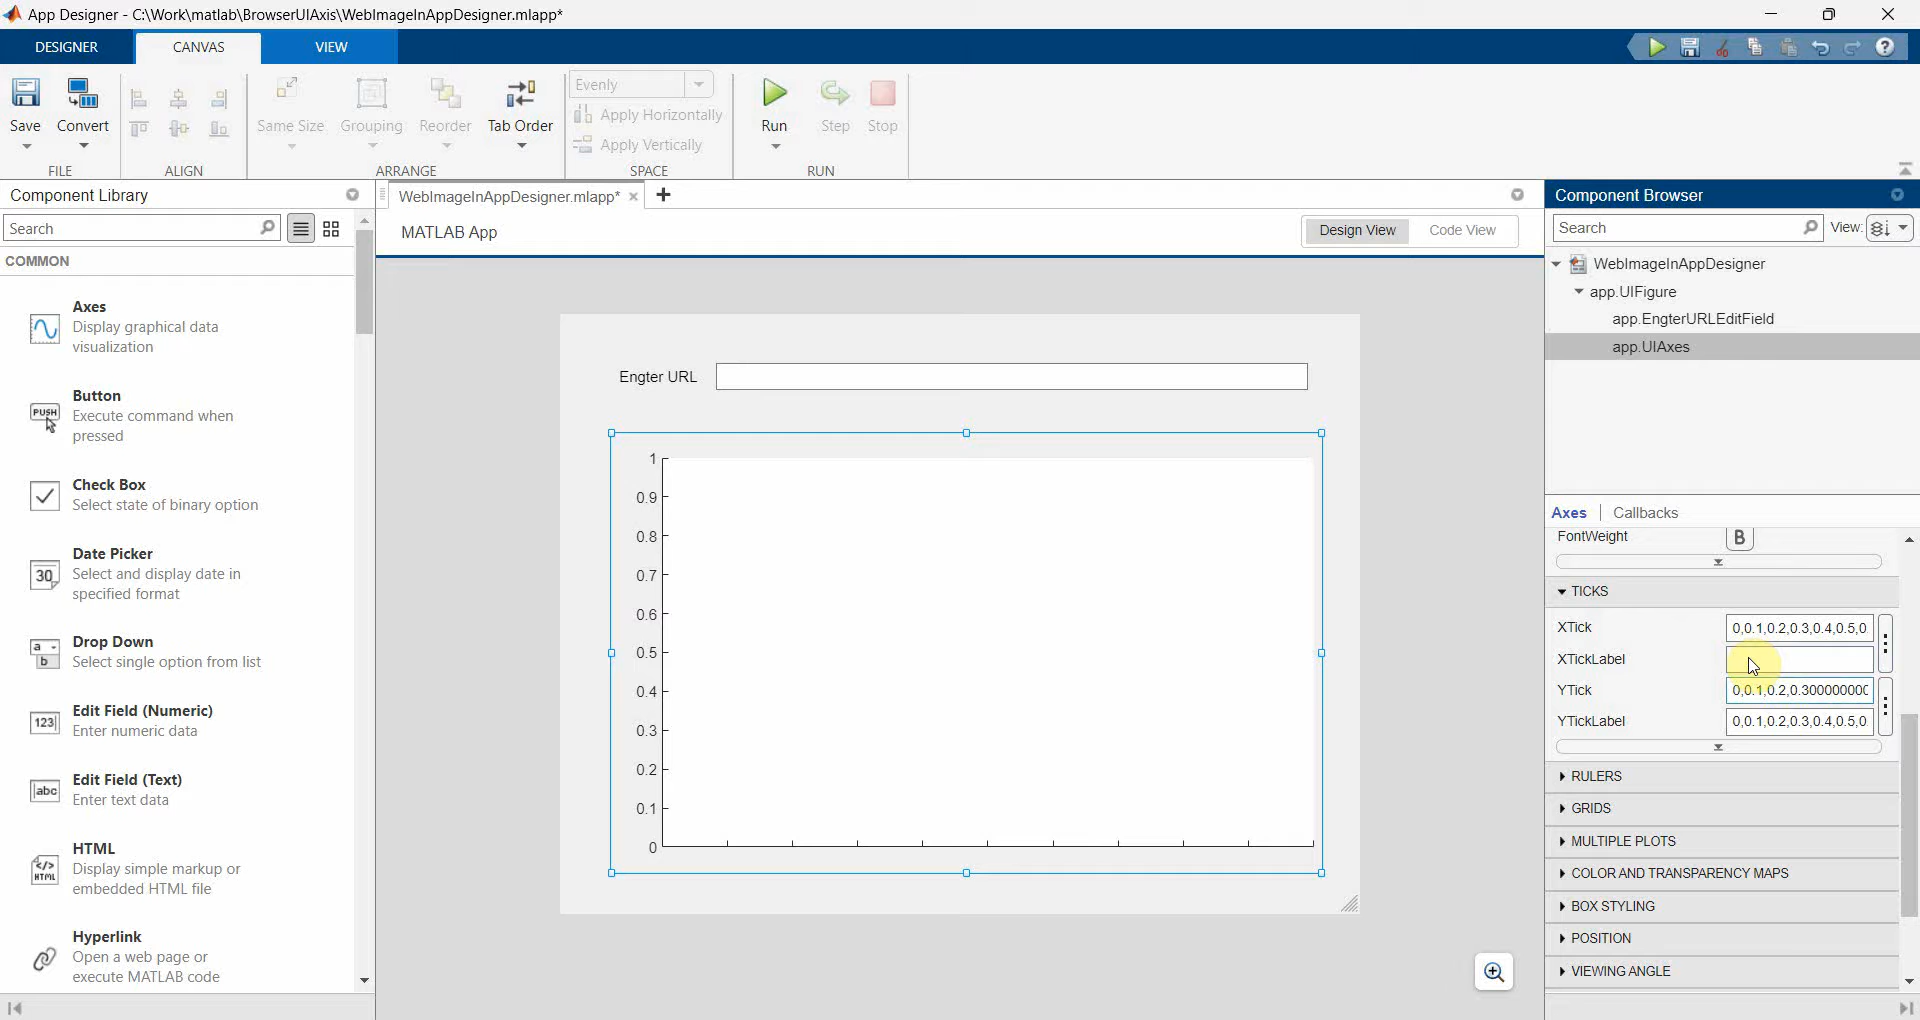 App Designer - C:\Work\matlab\BrowserUIAxis\WebImageInAppDesigner.mlapp*
DESIGNER CANVAS VIEW
Save Convert Same Size Grouping Reorder Tab Order Evenly Apply Horizontally Apply Vertically Run Step Stop
FILE ALIGN ARRANGE SPACE RUN
Component Library
Search
COMMON
Axes
Display graphical data
visualization
PUSH
Button
Execute command when
pressed
Check Box
Select state of binary option
30
Date Picker
Select and display date in
specified format
a
b
Drop Down
Select single option from list
123
Edit Field (Numeric)
Enter numeric data
abc
Edit Field (Text)
Enter text data
</>
HTML
HTML
Display simple markup or
embedded HTML file
Hyperlink
Open a web page or
execute MATLAB code
WebImageInAppDesigner.mlapp*
MATLAB App
Design View Code View
Engter URL
1
0.9
0.8
0.7
0.6
0.5
0.4
0.3
0.2
0.1
0
Component Browser
Search View:
WebImageInAppDesigner
app.UIFigure
app.EngterURLEditField
app.UIAxes
Axes Callbacks
FontWeight B
TICKS
XTick 0,0.1,0.2,0.3,0.4,0.5,0.
XTickLabel
YTick 0,0.1,0.2,0.30000000
YTickLabel 0,0.1,0.2,0.3,0.4,0.5,0.
RULERS
GRIDS
MULTIPLE PLOTS
COLOR AND TRANSPARENCY MAPS
BOX STYLING
POSITION
VIEWING ANGLE